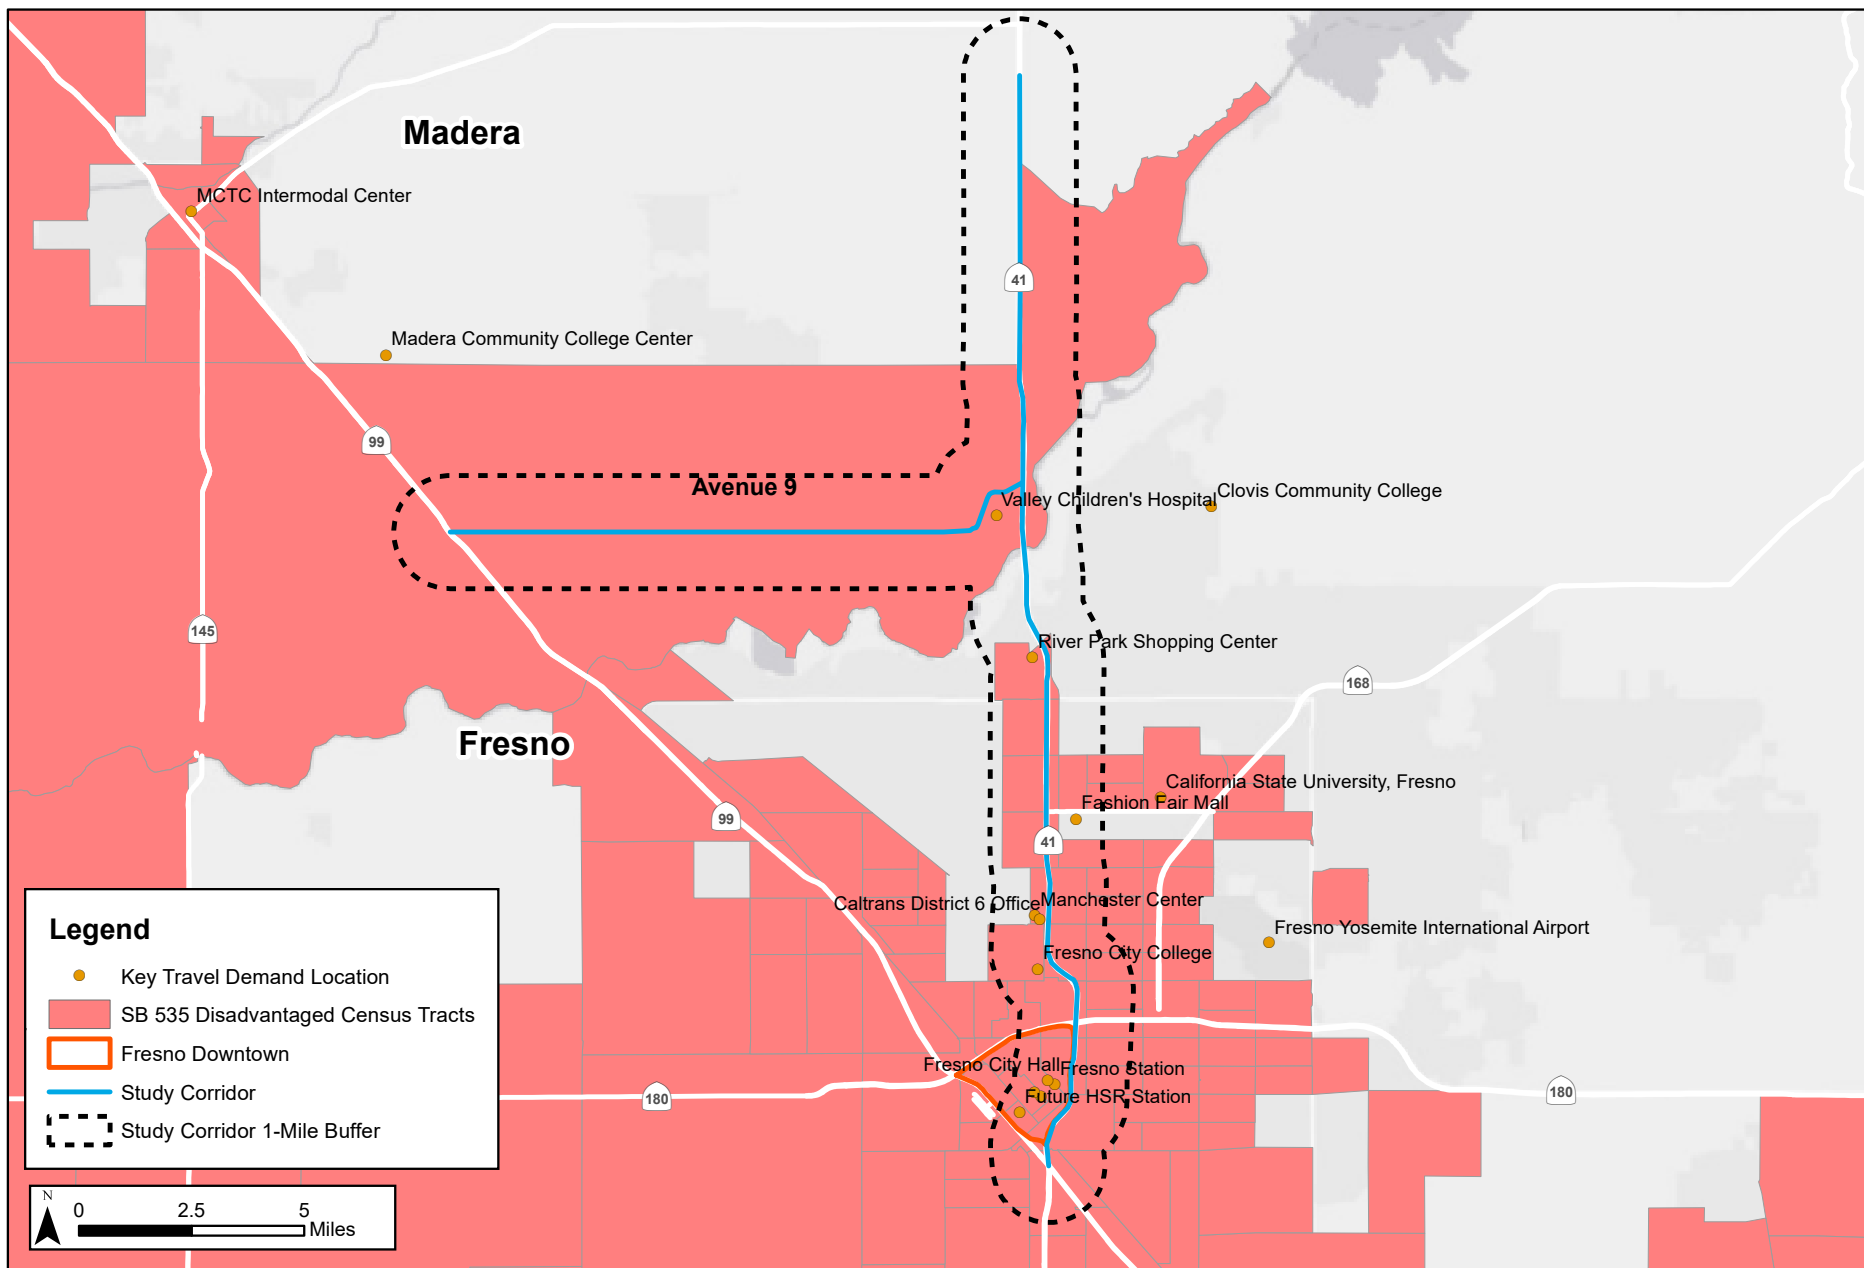 Madera
MCTC Intermodal Center
41
Madera Community College Center
99
Avenue 9
Valley Children's Hospital
Clovis Community College
145
River Park Shopping Center
168
Fresno
California State University, Fresno
Fashion Fair Mall
99
41
Caltrans District 6 Office
Manchester Center
Fresno Yosemite International Airport
Fresno City College
Fresno City Hall
Fresno Station
Future HSR Station
180
180
Legend
Key Travel Demand Location
SB 535 Disadvantaged Census Tracts
Fresno Downtown
Study Corridor
Study Corridor 1-Mile Buffer
N
0 2.5 5
Miles